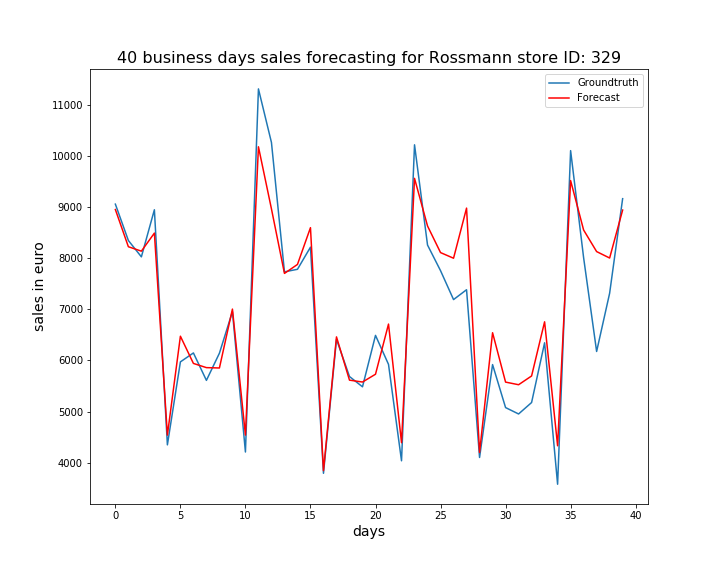 40 business days sales forecasting for Rossmann store ID: 329
Groundtruth
Forecast
sales in euro
11000
10000
9000
8000
7000
6000
5000
4000
0 5 10 15 20 25 30 35 40
days